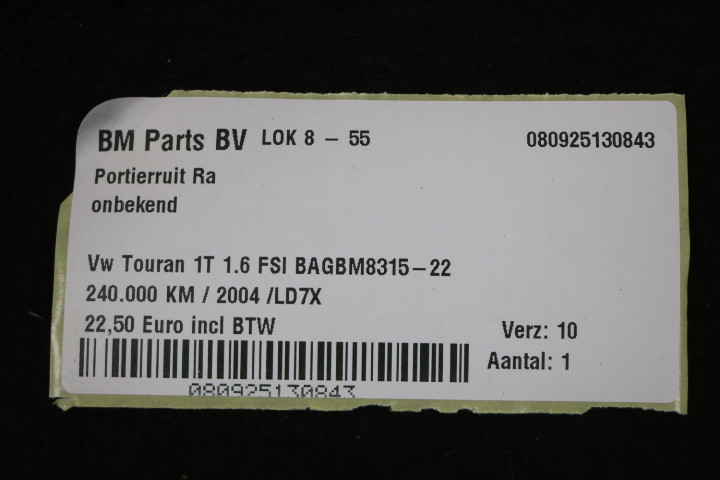 BM Parts BV LOK 8 - 55 080925130843
Portierruit Ra
onbekend
Vw Touran 1T 1.6 FSI BAGBM8315-22
240.000 KM / 2004 /LD7X
22,50 Euro incl BTW Verz: 10
Aantal: 1
080925130843